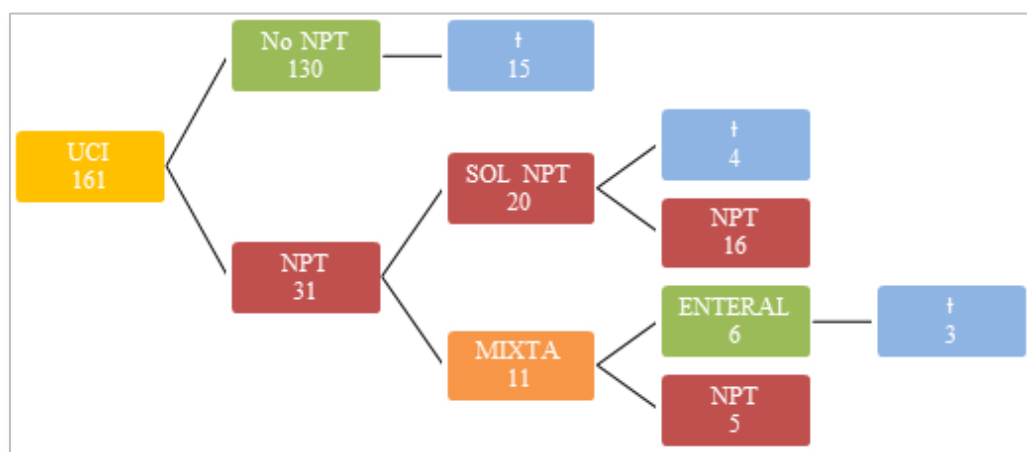 No NPT
130
ƚ
15
UCI
161
ƚ
4
SOL NPT
20
NPT
16
NPT
31
ENTERAL
6
ƚ
3
MIXTA
11
NPT
5